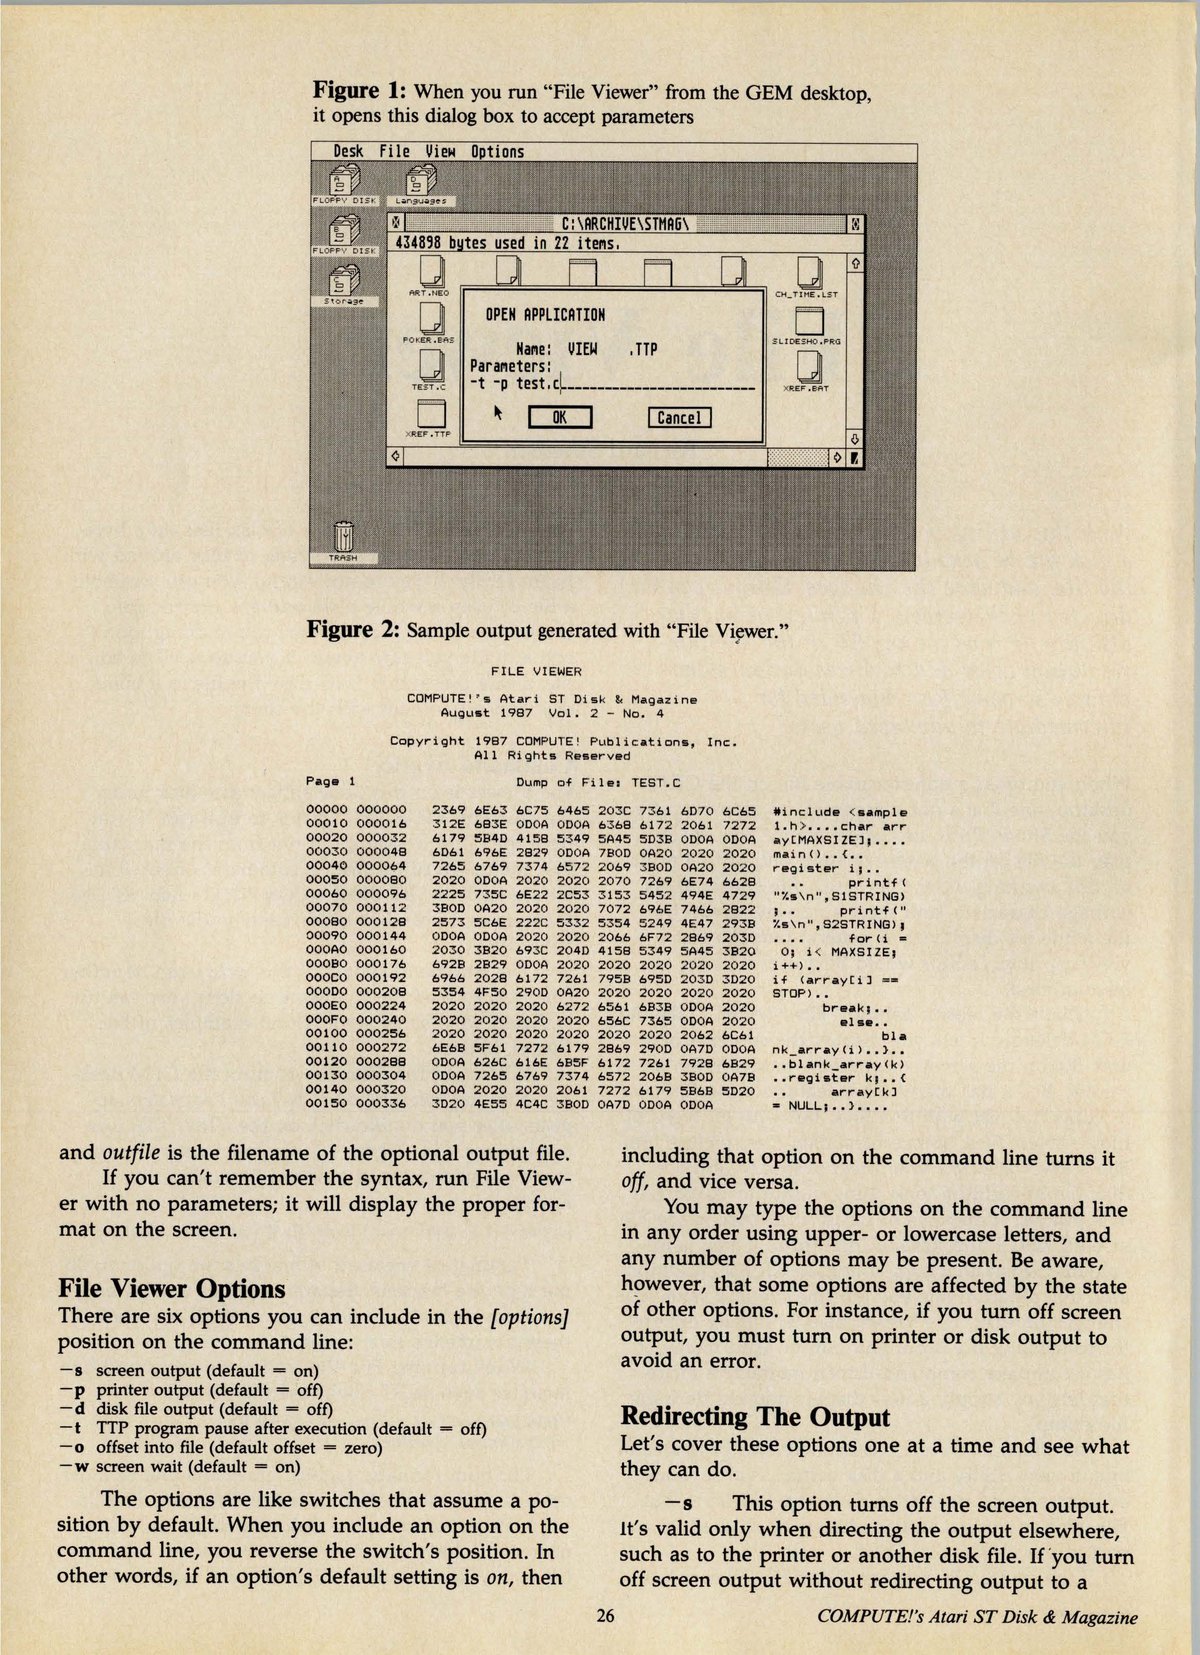 Figure 1: When you run “File Viewer” from the GEM desktop,
it opens this dialog box to accept parameters
Desk File View Options
FLOPPY DISK
Languages
FLOPPY DISK
Storage
C:\ARCHIVE\STMAG\
434898 bytes used in 22 items.
ART.NEO
CH_TIME.LST
POKER.BAS
SLIDESHO.PRG
TEST.C
XREF.BAT
XREF.TTP
OPEN APPLICATION
Name: VIEW .TTP
Parameters:
-t -p test.c
OK
Cancel
TRASH
Figure 2: Sample output generated with “File Viewer.”
FILE VIEWER
COMPUTE!'s Atari ST Disk & Magazine
August 1987 Vol. 2 - No. 4
Copyright 1987 COMPUTE! Publications, Inc.
All Rights Reserved
Page 1 Dump of File: TEST.C
00000 000000 2369 6E63 6C75 6465 203C 7361 6D70 6C65 #include <sample
00010 000016 312E 683E 0D0A 0D0A 6368 6172 2061 7272 1.h>....char arr
00020 000032 6179 5B4D 4158 5349 5A45 5D3B 0D0A 0D0A ay[MAXSIZE];....
00030 000048 6D61 696E 2829 0D0A 7B0D 0A20 2020 2020 main()..{..
00040 000064 7265 6769 7374 6572 2069 3B0D 0A20 2020 register i;..
00050 000080 2020 0D0A 2020 2020 2070 7269 6E74 6628 .. printf(
00060 000096 2225 735C 6E22 2C53 3153 5452 494E 4729 "%s\n",S1STRING)
00070 000112 3B0D 0A20 2020 2020 7072 696E 7466 2822 ;.. printf("
00080 000128 2573 5C6E 222C 5332 5354 5249 4E47 293B %s\n",S2STRING);
00090 000144 0D0A 0D0A 2020 2020 2066 6F72 2869 203D .... for(i =
000A0 000160 2030 3B20 693C 204D 4158 5349 5A45 3B20 0; i< MAXSIZE;
000B0 000176 692B 2B29 0D0A 2020 2020 2020 2020 2020 i++)..
000C0 000192 6966 2028 6172 7261 795B 695D 203D 3D20 if (array[i] ==
000D0 000208 5354 4F50 290D 0A20 2020 2020 2020 2020 STOP)..
000E0 000224 2020 2020 2020 6272 6561 6B3B 0D0A 2020 break;..
000F0 000240 2020 2020 2020 2020 656C 7365 0D0A 2020 else..
00100 000256 2020 2020 2020 2020 2020 2020 2062 6C61 bla
00110 000272 6E6B 5F61 7272 6179 2869 290D 0A7D 0D0A nk_array(i)..}..
00120 000288 0D0A 626C 616E 6B5F 6172 7261 7928 6B29 ..blank_array(k)
00130 000304 0D0A 7265 6769 7374 6572 206B 3B0D 0A7B ..register k;..{
00140 000320 0D0A 2020 2020 2061 7272 6179 5B6B 5D20 .. array[k]
00150 000336 3D20 4E55 4C4C 3B0D 0A7D 0D0A 0D0A = NULL;..}....
and outfile is the filename of the optional output file.
If you can't remember the syntax, run File View-
er with no parameters; it will display the proper for-
mat on the screen.
File Viewer Options
There are six options you can include in the [options]
position on the command line:
−s screen output (default = on)
−p printer output (default = off)
−d disk file output (default = off)
−t TTP program pause after execution (default = off)
−o offset into file (default offset = zero)
−w screen wait (default = on)
The options are like switches that assume a po-
sition by default. When you include an option on the
command line, you reverse the switch's position. In
other words, if an option's default setting is on, then
including that option on the command line turns it
off, and vice versa.
You may type the options on the command line
in any order using upper- or lowercase letters, and
any number of options may be present. Be aware,
however, that some options are affected by the state
of other options. For instance, if you turn off screen
output, you must turn on printer or disk output to
avoid an error.
Redirecting The Output
Let's cover these options one at a time and see what
they can do.
−s This option turns off the screen output.
It's valid only when directing the output elsewhere,
such as to the printer or another disk file. If you turn
off screen output without redirecting output to a
26 COMPUTE!'s Atari ST Disk & Magazine